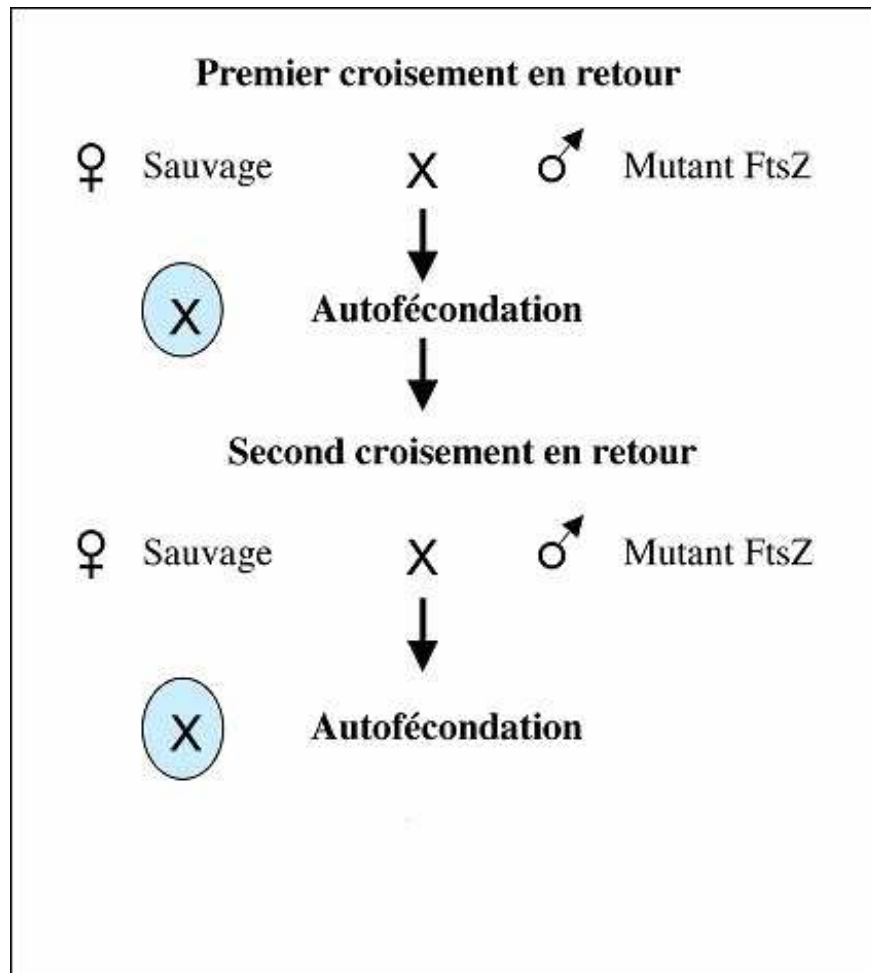 Premier croisement en retour
♀ Sauvage X ♂ Mutant FtsZ
X Autofécondation
Second croisement en retour
♀ Sauvage X ♂ Mutant FtsZ
X Autofécondation